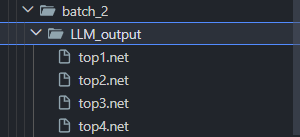 batch_2
LLM_output
top1.net
top2.net
top3.net
top4.net